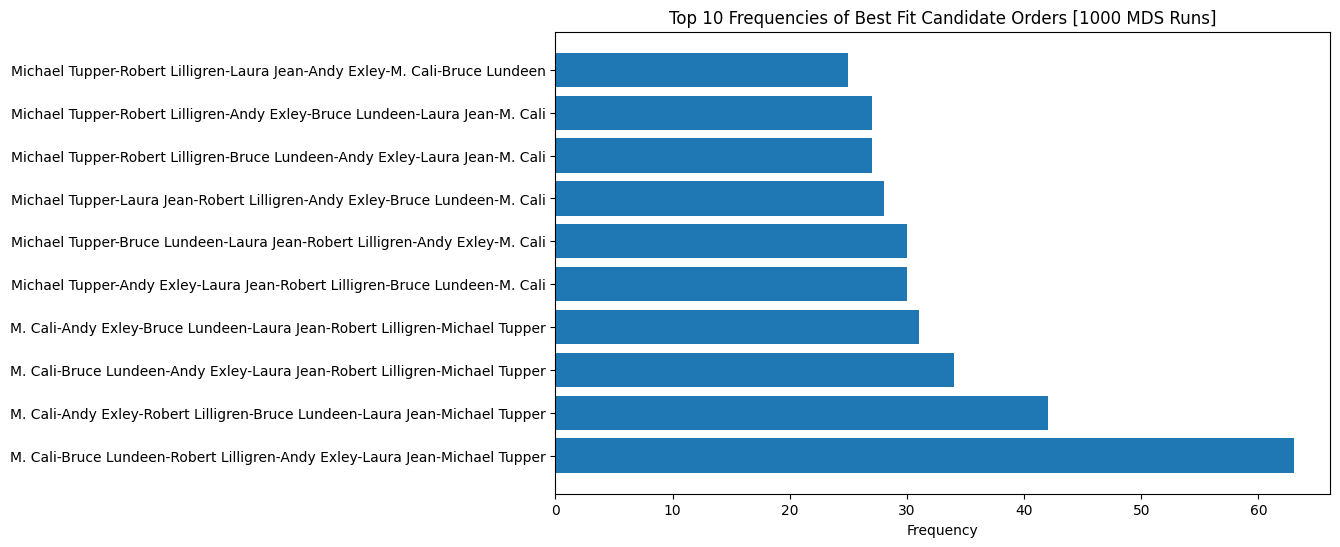 Top 10 Frequencies of Best Fit Candidate Orders [1000 MDS Runs]
Michael Tupper-Robert Lilligren-Laura Jean-Andy Exley-M. Cali-Bruce Lundeen
Michael Tupper-Robert Lilligren-Andy Exley-Bruce Lundeen-Laura Jean-M. Cali
Michael Tupper-Robert Lilligren-Bruce Lundeen-Andy Exley-Laura Jean-M. Cali
Michael Tupper-Laura Jean-Robert Lilligren-Andy Exley-Bruce Lundeen-M. Cali
Michael Tupper-Bruce Lundeen-Laura Jean-Robert Lilligren-Andy Exley-M. Cali
Michael Tupper-Andy Exley-Laura Jean-Robert Lilligren-Bruce Lundeen-M. Cali
M. Cali-Andy Exley-Bruce Lundeen-Laura Jean-Robert Lilligren-Michael Tupper
M. Cali-Bruce Lundeen-Andy Exley-Laura Jean-Robert Lilligren-Michael Tupper
M. Cali-Andy Exley-Robert Lilligren-Bruce Lundeen-Laura Jean-Michael Tupper
M. Cali-Bruce Lundeen-Robert Lilligren-Andy Exley-Laura Jean-Michael Tupper
0 10 20 30 40 50 60
Frequency